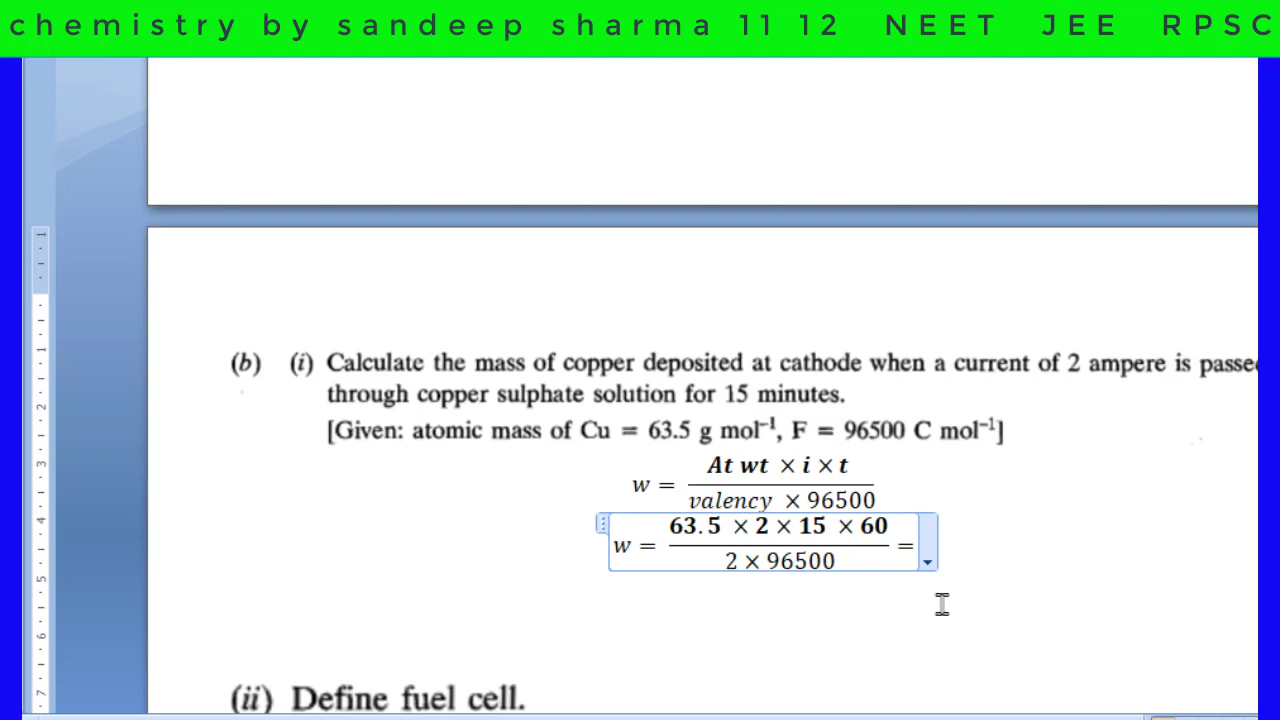 chemistry by sandeep sharma 11 12 NEET JEE RPSC
(b) (i) Calculate the mass of copper deposited at cathode when a current of 2 ampere is passe
through copper sulphate solution for 15 minutes.
[Given: atomic mass of Cu = 63.5 g mol⁻¹, F = 96500 C mol⁻¹]
w = At wt × i × t / valency × 96500
w = 63.5 × 2 × 15 × 60 / 2 × 96500 =
(ii) Define fuel cell.